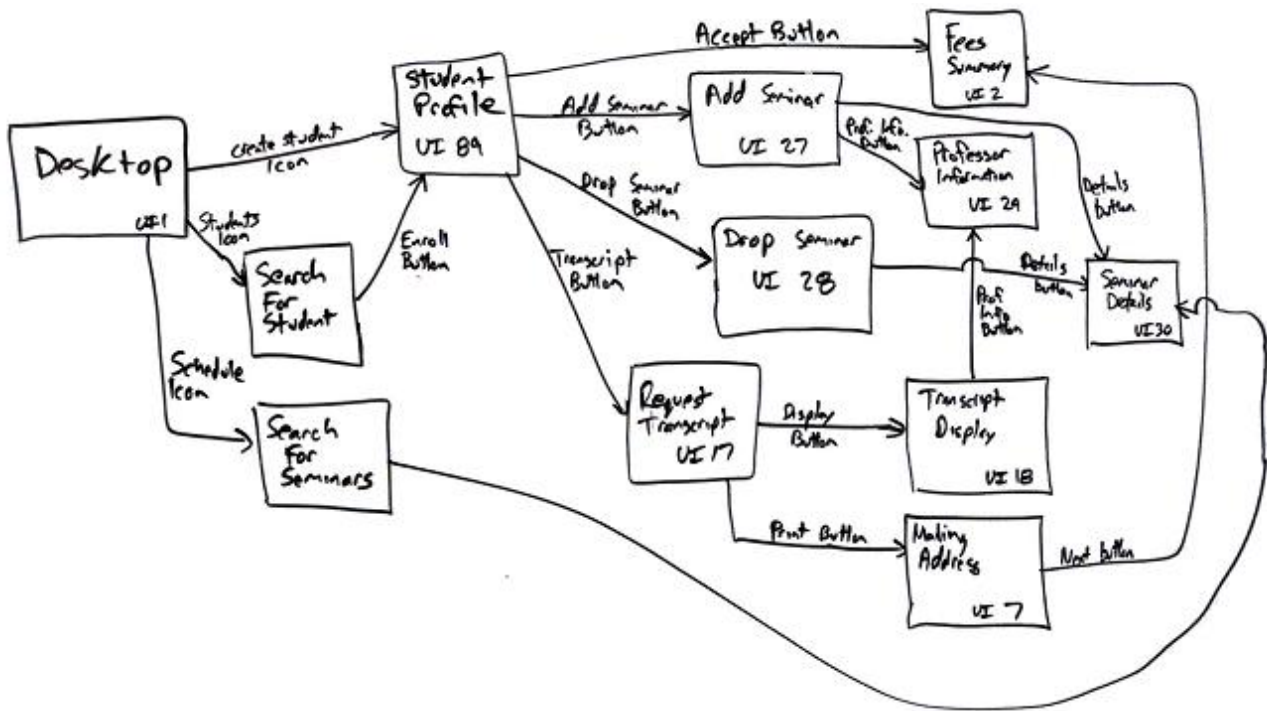 Accept Button
Fees
Summary
UI 2
Student
Profile
UI 89
Add Seminar
Button
Add Seminar
UI 27
Prof. Info.
Button
Professor
Information
UI 29
Details
Button
Desktop
UI 1
Create Student
Icon
Students
Icon
Search
For
Student
Enroll
Button
Drop Seminar
Button
Transcript
Button
Drop Seminar
UI 28
Details
Button
Seminar
Details
UI 30
Prof
Info
Button
Schedule
Icon
Search
For
Seminars
Request
Transcript
UI 17
Display
Button
Transcript
Display
UI 18
Print Button
Mailing
Address
UI 7
Next Button